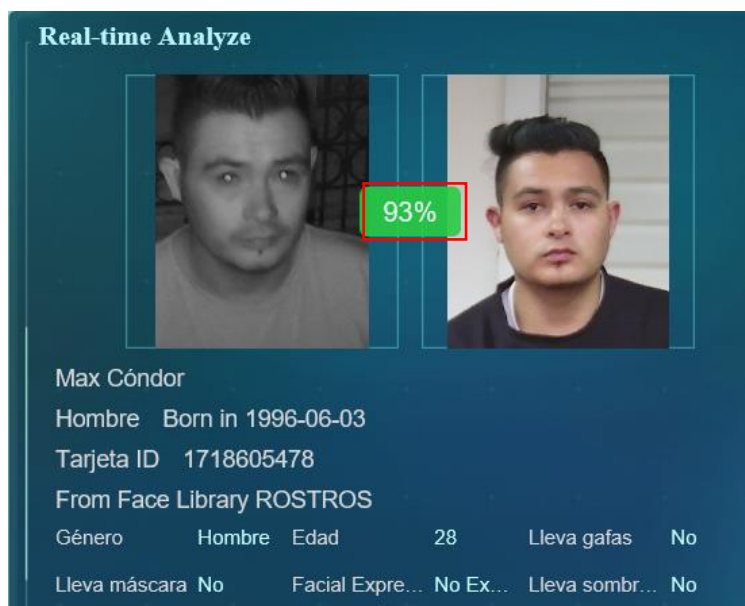 Real-time Analyze
93%
Max Cóndor
Hombre Born in 1996-06-03
Tarjeta ID 1718605478
From Face Library ROSTROS
Género Hombre Edad 28 Lleva gafas No
Lleva máscara No Facial Expre... No Ex... Lleva sombr... No